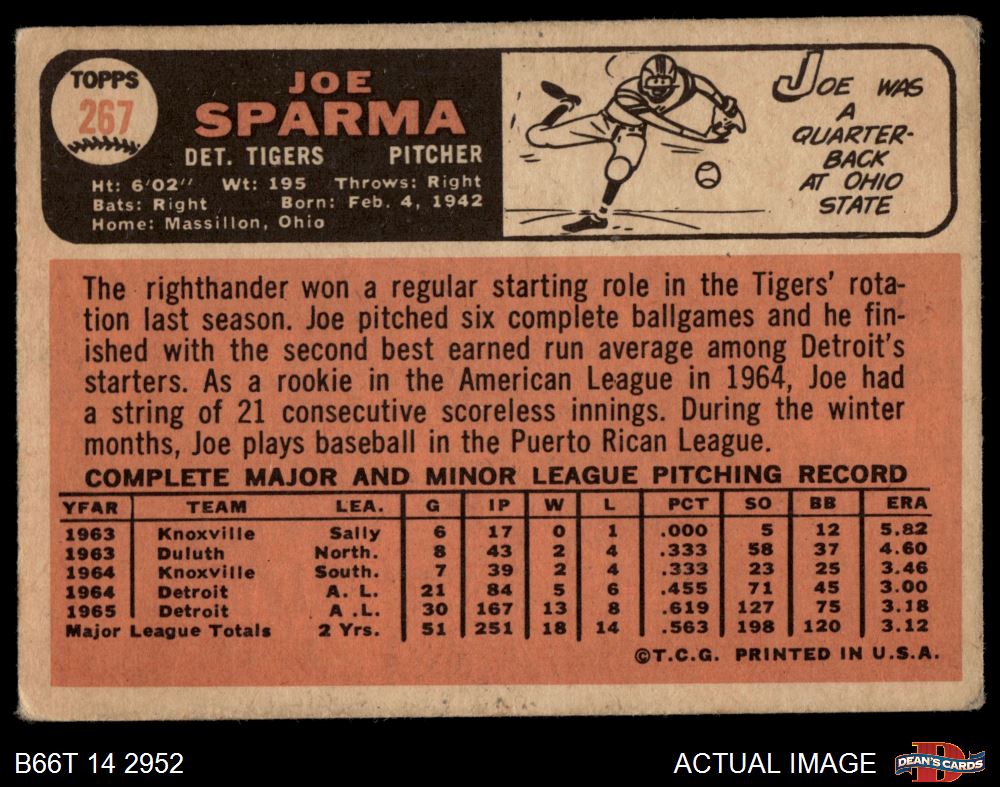 TOPPS
267
JOE
SPARMA
DET. TIGERS PITCHER
Ht: 6'02" Wt: 195 Throws: Right
Bats: Right Born: Feb. 4, 1942
Home: Massillon, Ohio
JOE WAS
A
QUARTER-
BACK
AT OHIO
STATE
The righthander won a regular starting role in the Tigers' rota-
tion last season. Joe pitched six complete ballgames and he fin-
ished with the second best earned run average among Detroit's
starters. As a rookie in the American League in 1964, Joe had
a string of 21 consecutive scoreless innings. During the winter
months, Joe plays baseball in the Puerto Rican League.
COMPLETE MAJOR AND MINOR LEAGUE PITCHING RECORD
YEAR TEAM LEA. G IP W L PCT SO BB ERA
1963 Knoxville Sally 6 17 0 1 .000 5 12 5.82
1963 Duluth North. 8 43 2 4 .333 58 37 4.60
1964 Knoxville South. 7 39 2 4 .333 23 25 3.46
1964 Detroit A. L. 21 84 5 6 .455 71 45 3.00
1965 Detroit A .L. 30 167 13 8 .619 127 75 3.18
Major League Totals 2 Yrs. 51 251 18 14 .563 198 120 3.12
©T.C.G. PRINTED IN U.S.A.
B66T 14 2952
ACTUAL IMAGE
DEAN'S CARDS